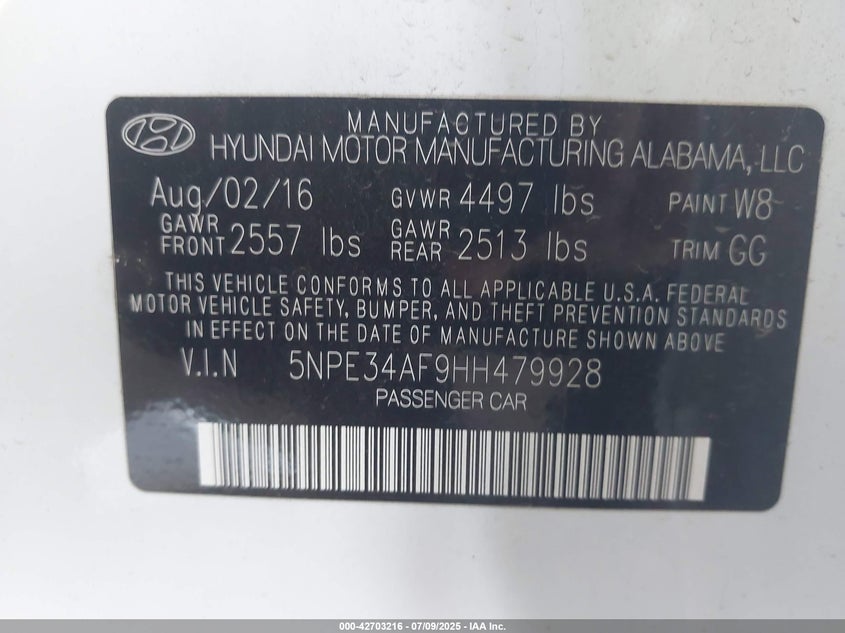 MANUFACTURED BY
HYUNDAI MOTOR MANUFACTURING ALABAMA, LLC
Aug/02/16 GVWR 4497 lbs PAINT W8
GAWR FRONT 2557 lbs GAWR REAR 2513 lbs TRIM GG
THIS VEHICLE CONFORMS TO ALL APPLICABLE U.S.A. FEDERAL
MOTOR VEHICLE SAFETY, BUMPER, AND THEFT PREVENTION STANDARDS
IN EFFECT ON THE DATE OF MANUFACTURE SHOWN ABOVE
V.I.N 5NPE34AF9HH479928
PASSENGER CAR
000-42703216 - 07/09/2025 - IAA Inc.